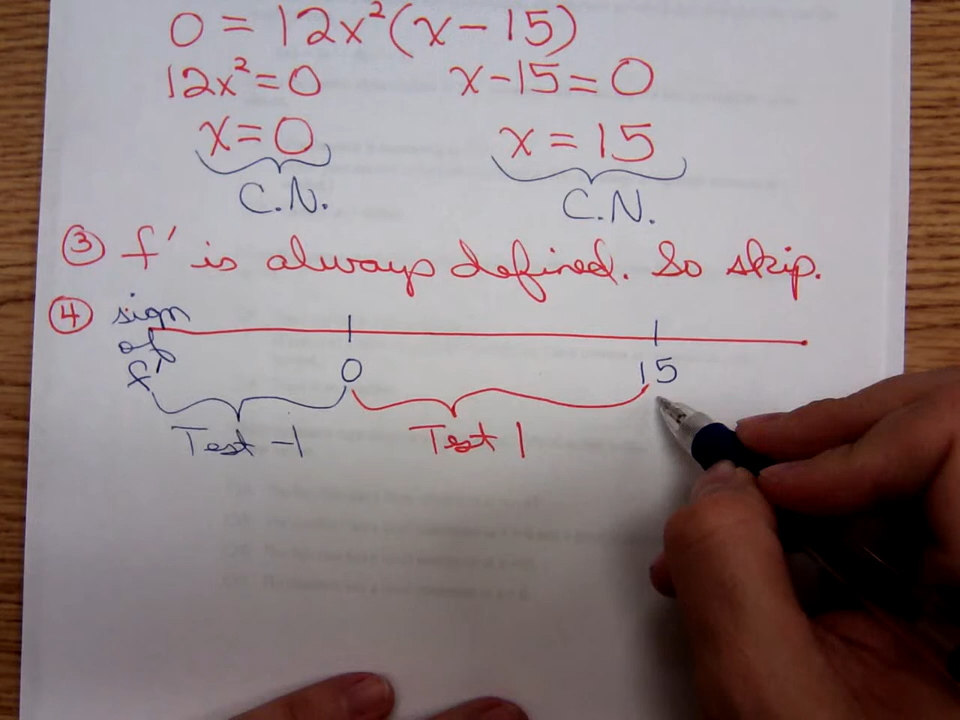 0 = 12x²(x-15)
12x²=0 x-15=0
x=0 x=15
C.N. C.N.
③ f' is always defined. So skip.
④ sign of f'
0 15
Test -1 Test 1